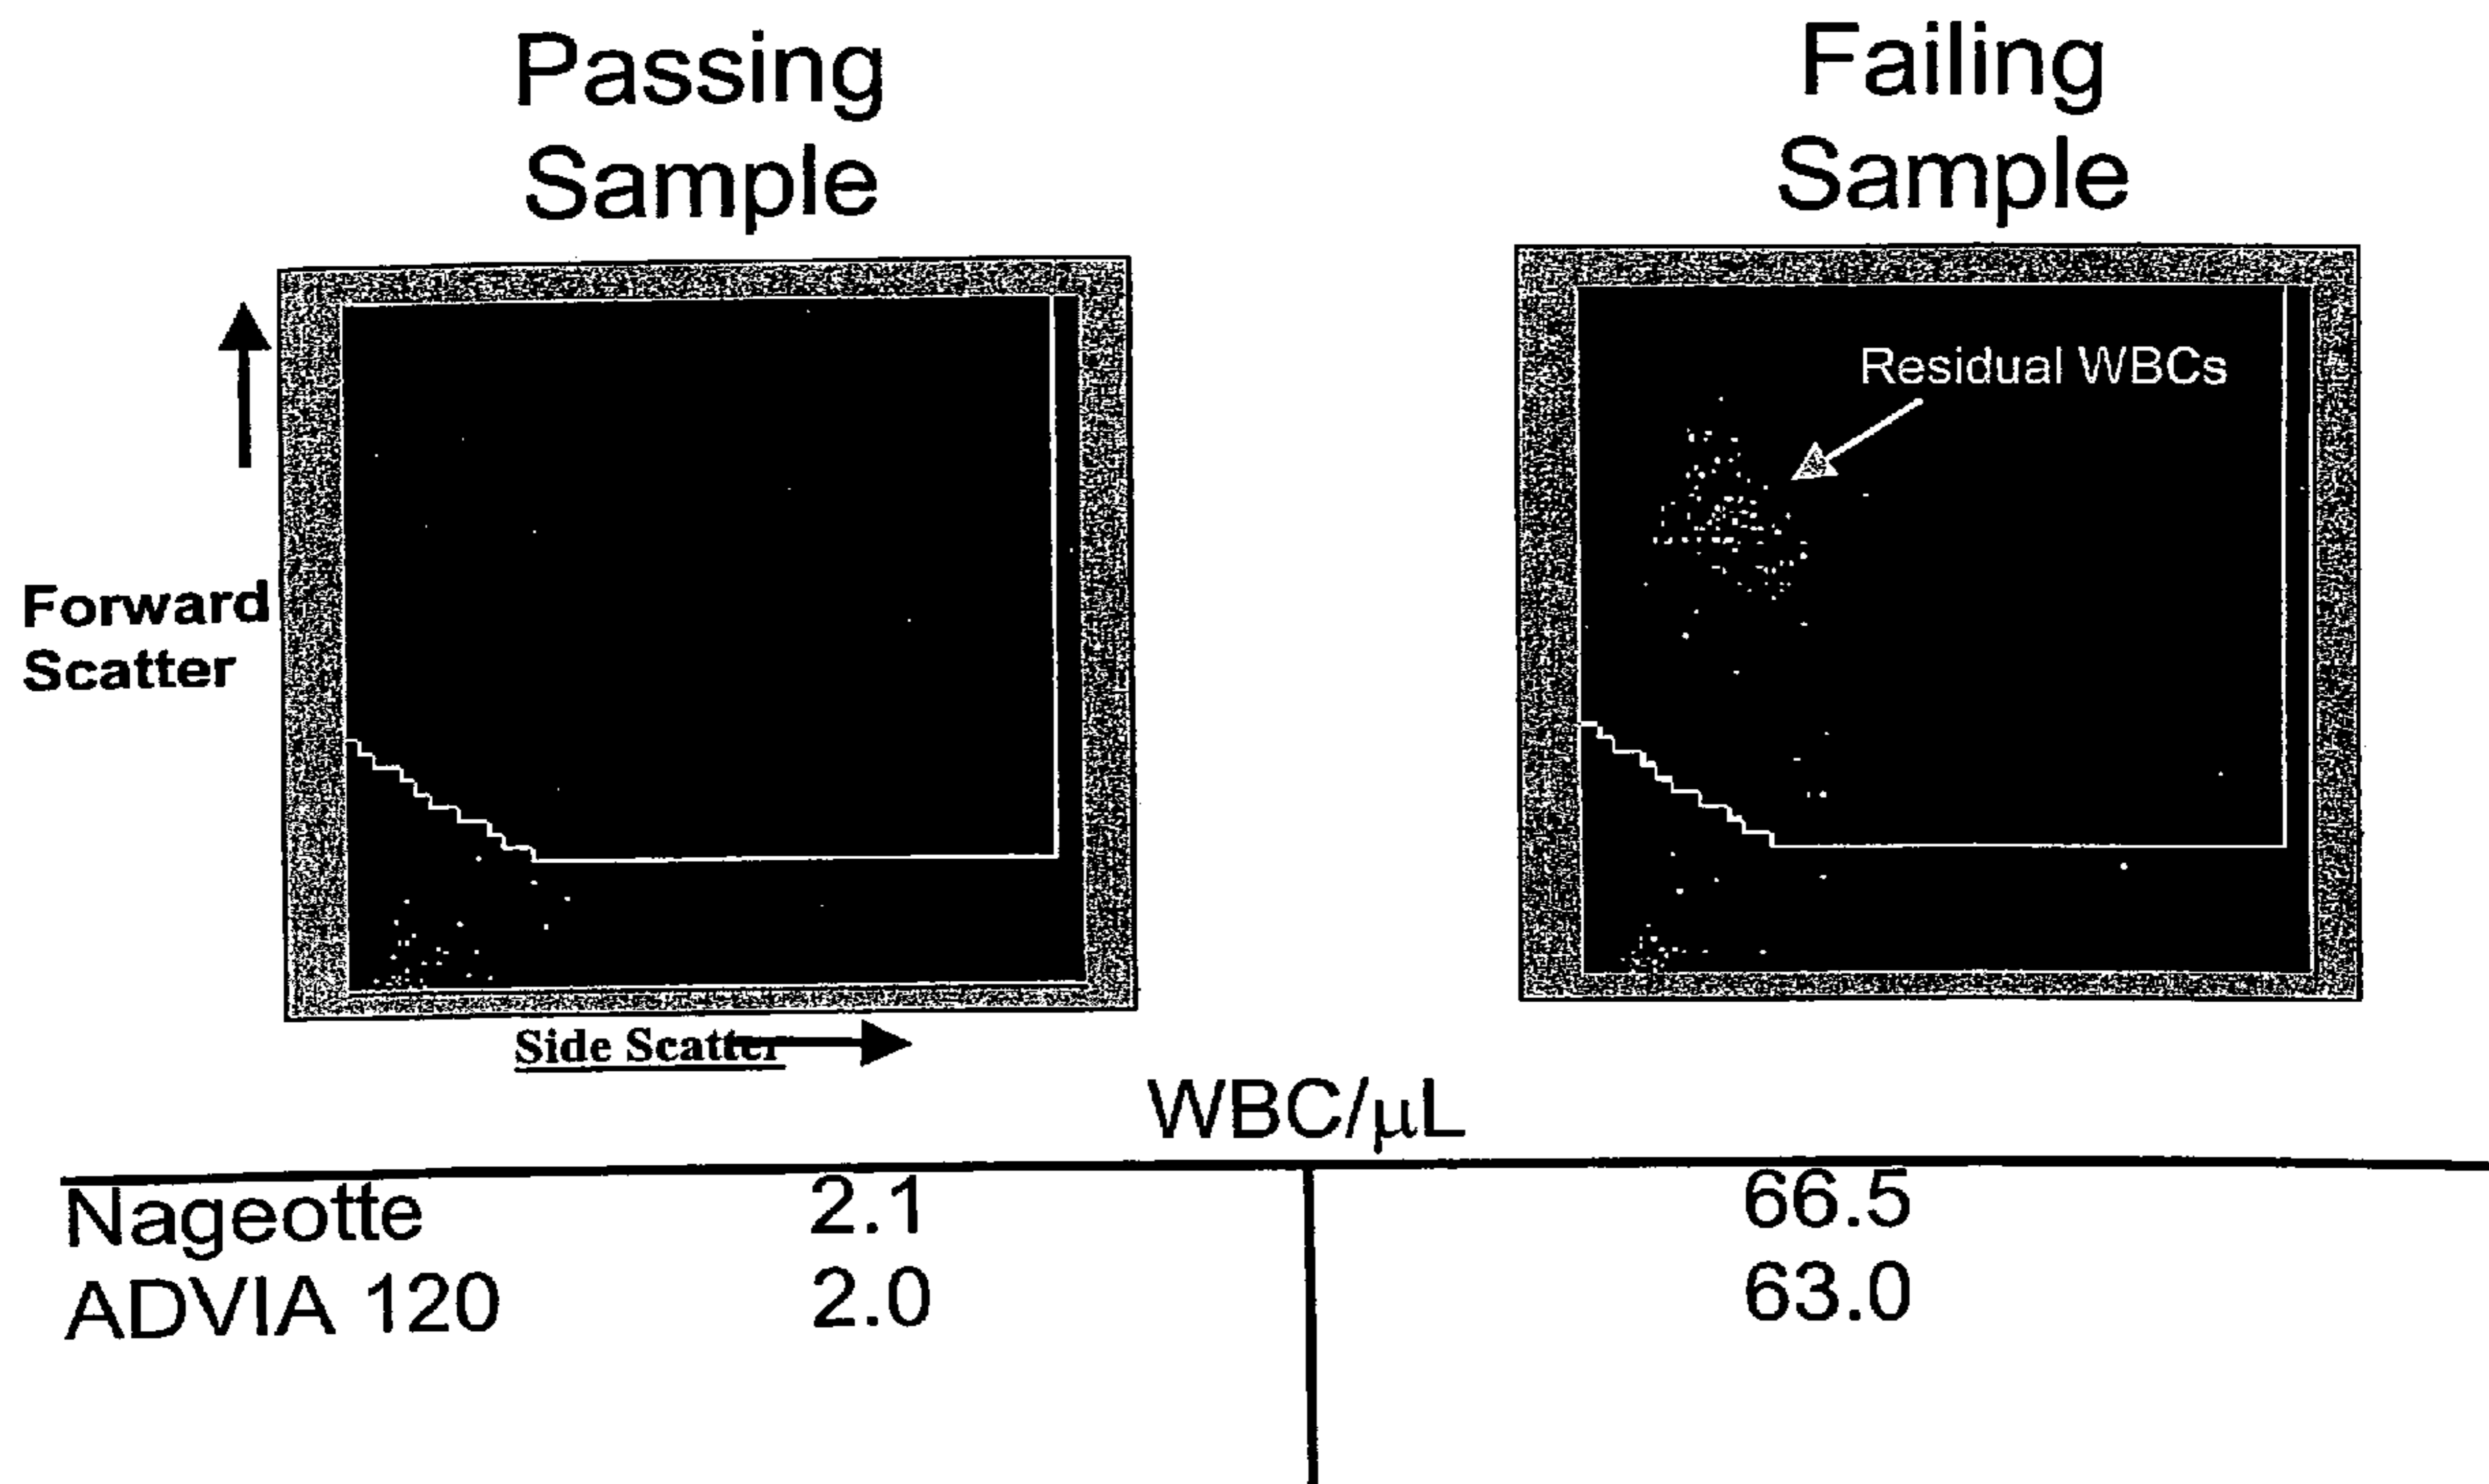 Passing
Sample
Failing
Sample
Residual WBCs
Forward
Scatter
Side Scatter
WBC/μL
Nageotte 2.1 66.5
ADVIA 120 2.0 63.0